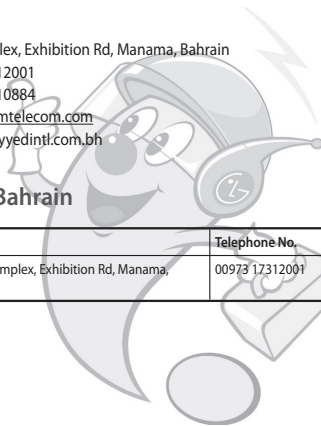 lex, Exhibition Rd, Manama, Bahrain
12001
10884
mtelecom.com
yyedintl.com.bh
Bahrain
Telephone No.
mplex, Exhibition Rd, Manama, 00973 17312001
LG